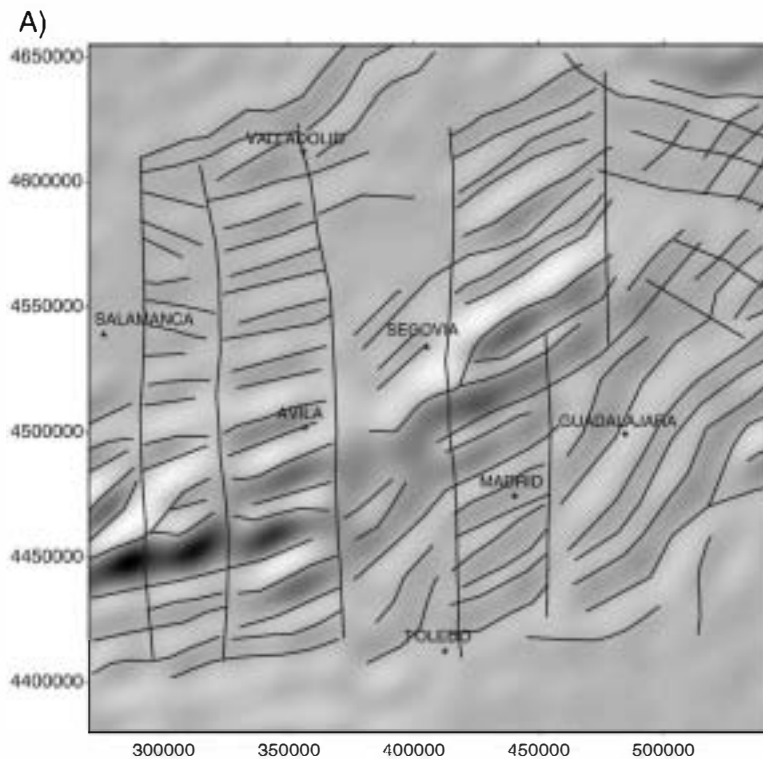 A)
4650000
VALLADOLID
4600000
4550000
SALAMANCA
SEGOVIA
4500000
AVILA
GUADALAJARA
MADRID
4450000
TOLEDO
4400000
300000 350000 400000 450000 500000